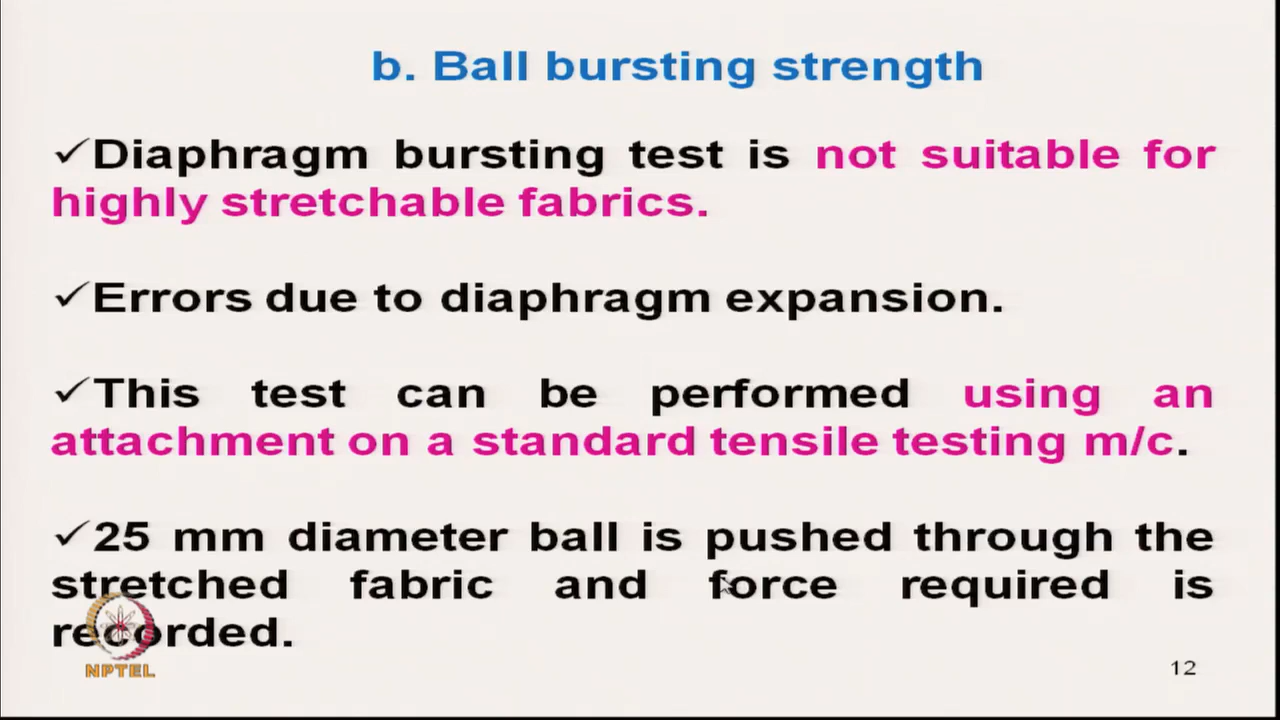 b. Ball bursting strength
✓Diaphragm bursting test is not suitable for
highly stretchable fabrics.
✓Errors due to diaphragm expansion.
✓This test can be performed using an
attachment on a standard tensile testing m/c.
✓25 mm diameter ball is pushed through the
stretched fabric and force required is
recorded.
NPTEL
12